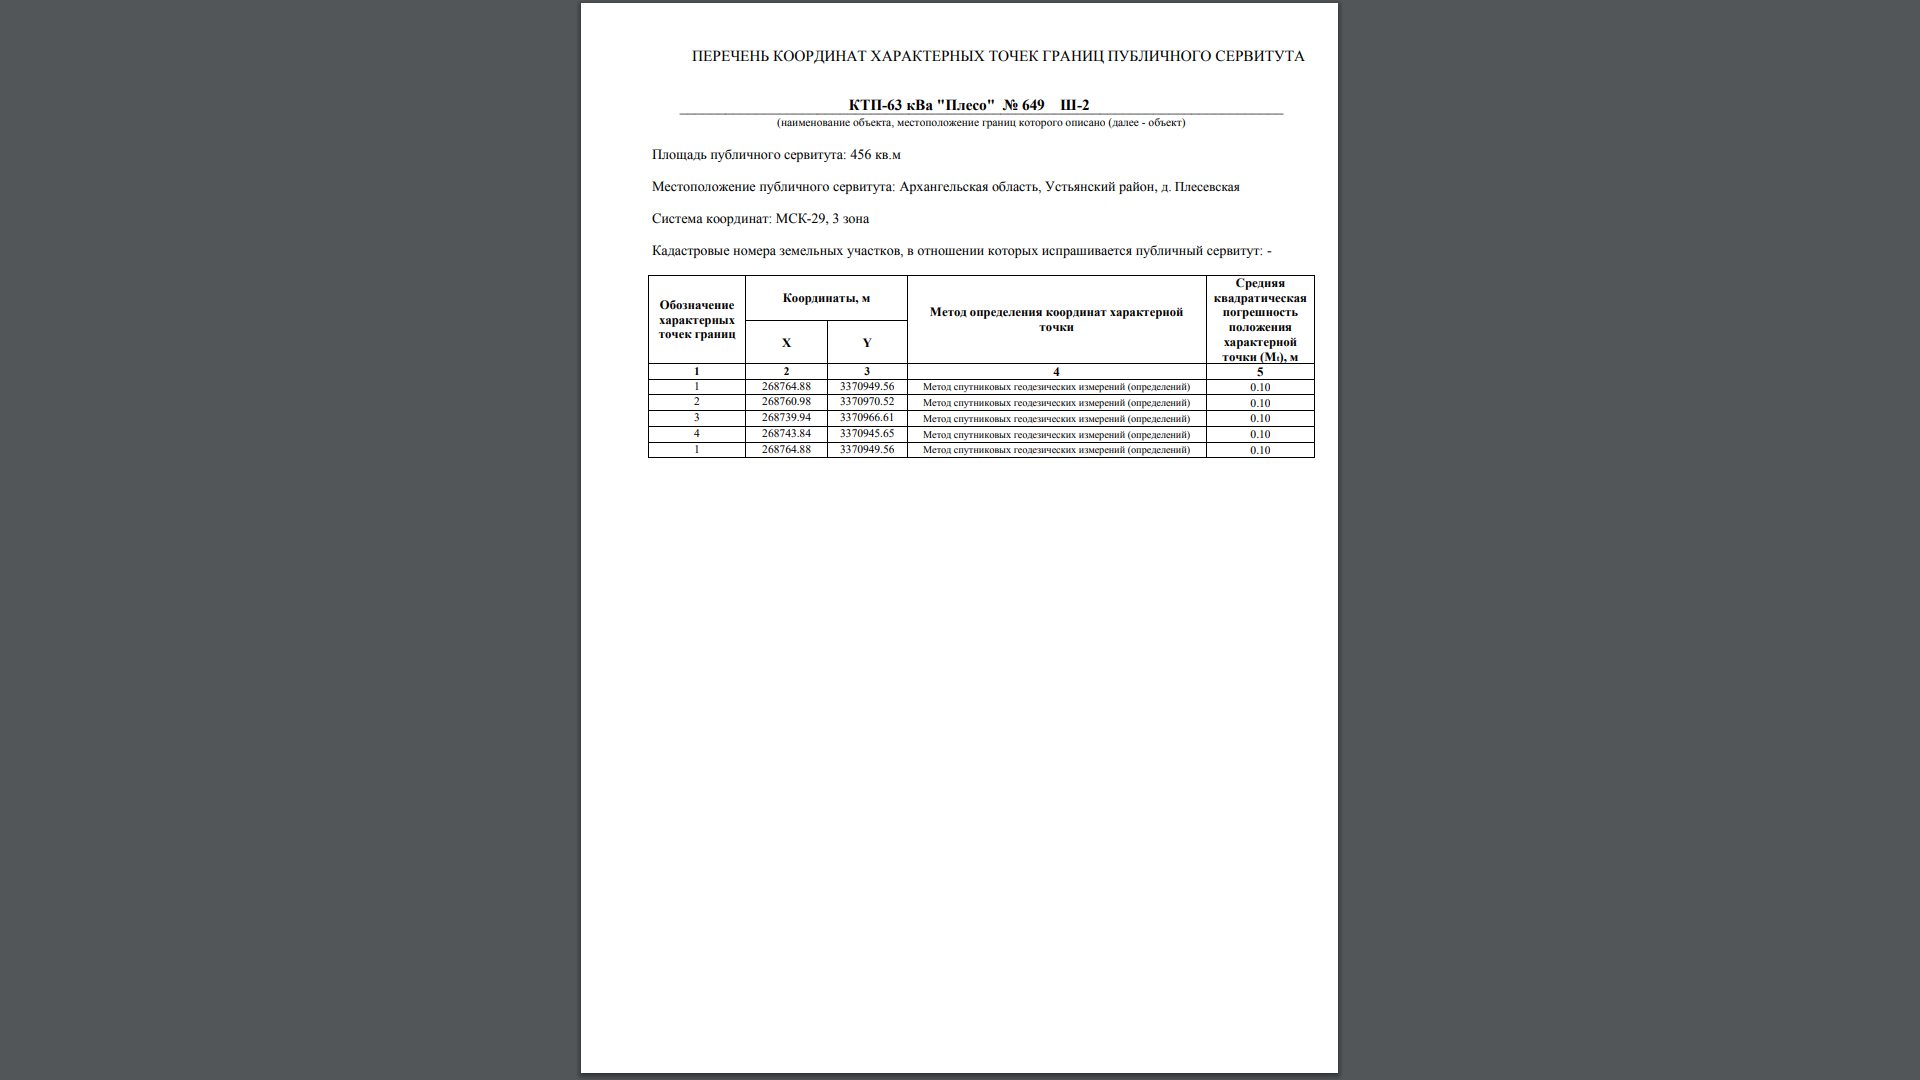 ПЕРЕЧЕНЬ КООРДИНАТ ХАРАКТЕРНЫХ ТОЧЕК ГРАНИЦ ПУБЛИЧНОГО СЕРВИТУТА
КТП-63 кВа "Плесо" № 649 Ш-2
(наименование объекта, местоположение границ которого описано (далее - объект)
Площадь публичного сервитута: 456 кв.м
Местоположение публичного сервитута: Архангельская область, Устьянский район, д. Плесевская
Система координат: МСК-29, 3 зона
Кадастровые номера земельных участков, в отношении которых испрашивается публичный сервитут: -
Обозначение
характерных
точек границ
Координаты, м
X
Y
Метод определения координат характерной
точки
Средняя
квадратическая
погрешность
положения
характерной
точки (Mt), м
1 2 3 4 5
1 268764.88 3370949.56 Метод спутниковых геодезических измерений (определений) 0.10
2 268760.98 3370970.52 Метод спутниковых геодезических измерений (определений) 0.10
3 268739.94 3370966.61 Метод спутниковых геодезических измерений (определений) 0.10
4 268743.84 3370945.65 Метод спутниковых геодезических измерений (определений) 0.10
1 268764.88 3370949.56 Метод спутниковых геодезических измерений (определений) 0.10